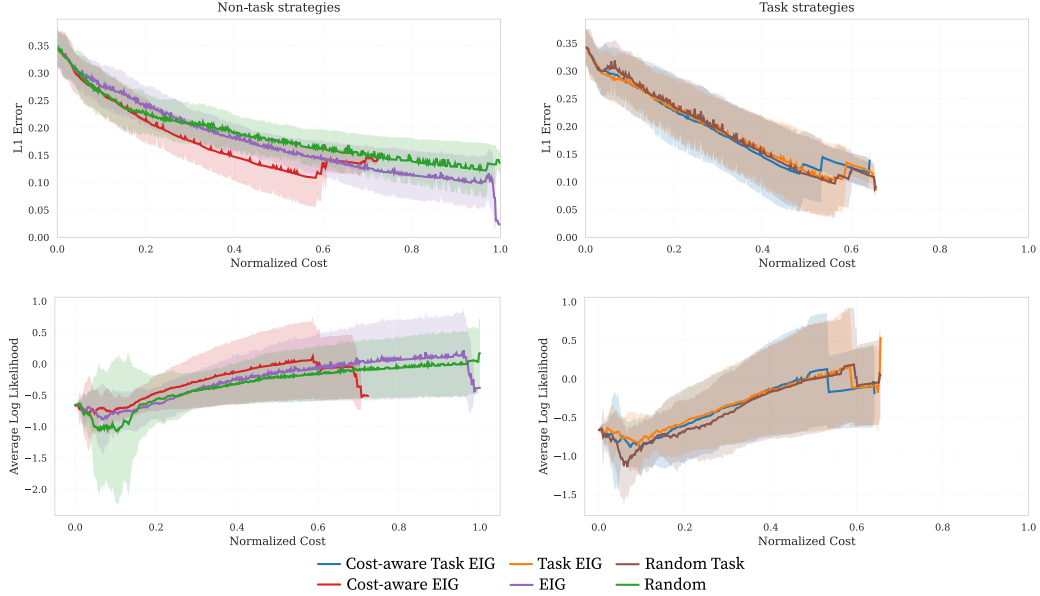 Non-task strategies
Task strategies
L1 Error
0.35
0.30
0.25
0.20
0.15
0.10
0.05
0.00
0.0 0.2 0.4 0.6 0.8 1.0
Normalized Cost
L1 Error
0.35
0.30
0.25
0.20
0.15
0.10
0.05
0.00
0.0 0.2 0.4 0.6 0.8 1.0
Normalized Cost
Average Log Likelihood
1.0
0.5
0.0
−0.5
−1.0
−1.5
−2.0
0.0 0.2 0.4 0.6 0.8 1.0
Normalized Cost
Average Log Likelihood
1.0
0.5
0.0
−0.5
−1.0
−1.5
0.0 0.2 0.4 0.6 0.8 1.0
Normalized Cost
Cost-aware Task EIG Task EIG Random Task
Cost-aware EIG EIG Random